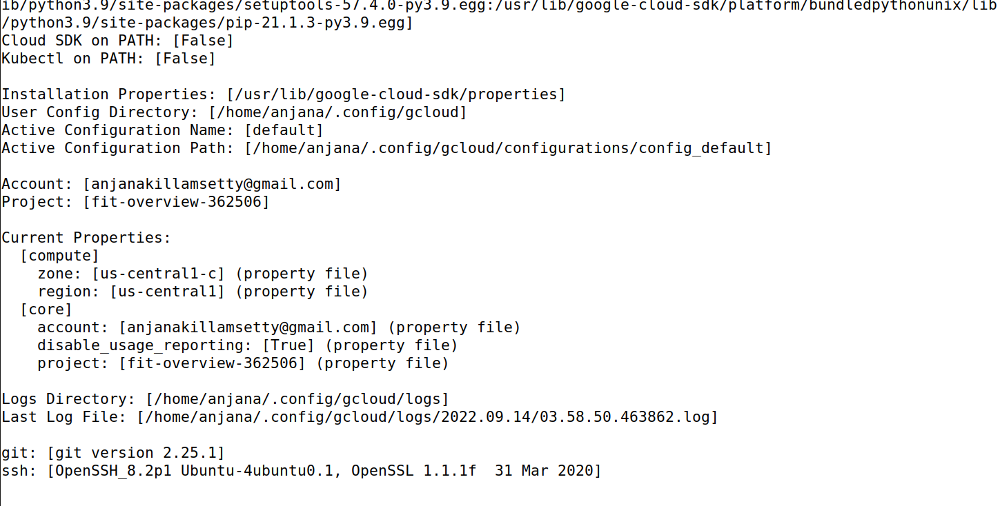 ib/python3.9/site-packages/setuptools-57.4.0-py3.9.egg:/usr/lib/google-cloud-sdk/platform/bundledpythonunix/lib
/python3.9/site-packages/pip-21.1.3-py3.9.egg]
Cloud SDK on PATH: [False]
Kubectl on PATH: [False]

Installation Properties: [/usr/lib/google-cloud-sdk/properties]
User Config Directory: [/home/anjana/.config/gcloud]
Active Configuration Name: [default]
Active Configuration Path: [/home/anjana/.config/gcloud/configurations/config_default]

Account: [anjanakillamsetty@gmail.com]
Project: [fit-overview-362506]

Current Properties:
  [compute]
    zone: [us-central1-c] (property file)
    region: [us-central1] (property file)
  [core]
    account: [anjanakillamsetty@gmail.com] (property file)
    disable_usage_reporting: [True] (property file)
    project: [fit-overview-362506] (property file)

Logs Directory: [/home/anjana/.config/gcloud/logs]
Last Log File: [/home/anjana/.config/gcloud/logs/2022.09.14/03.58.50.463862.log]

git: [git version 2.25.1]
ssh: [OpenSSH_8.2p1 Ubuntu-4ubuntu0.1, OpenSSL 1.1.1f  31 Mar 2020]